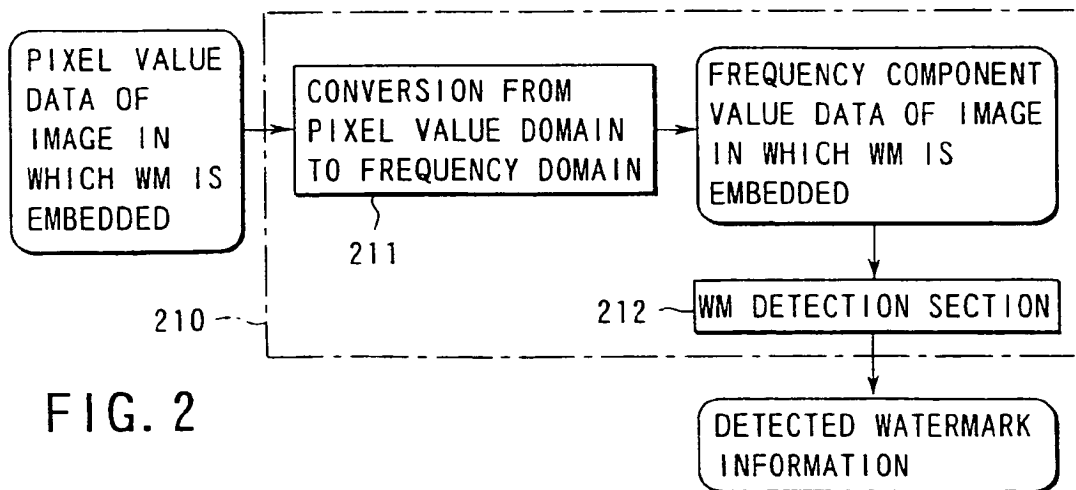 PIXEL VALUE
DATA OF
IMAGE IN
WHICH WM IS
EMBEDDED
CONVERSION FROM
PIXEL VALUE DOMAIN
TO FREQUENCY DOMAIN
211
FREQUENCY COMPONENT
VALUE DATA OF IMAGE
IN WHICH WM IS
EMBEDDED
210
212
WM DETECTION SECTION
FIG. 2
DETECTED WATERMARK
INFORMATION